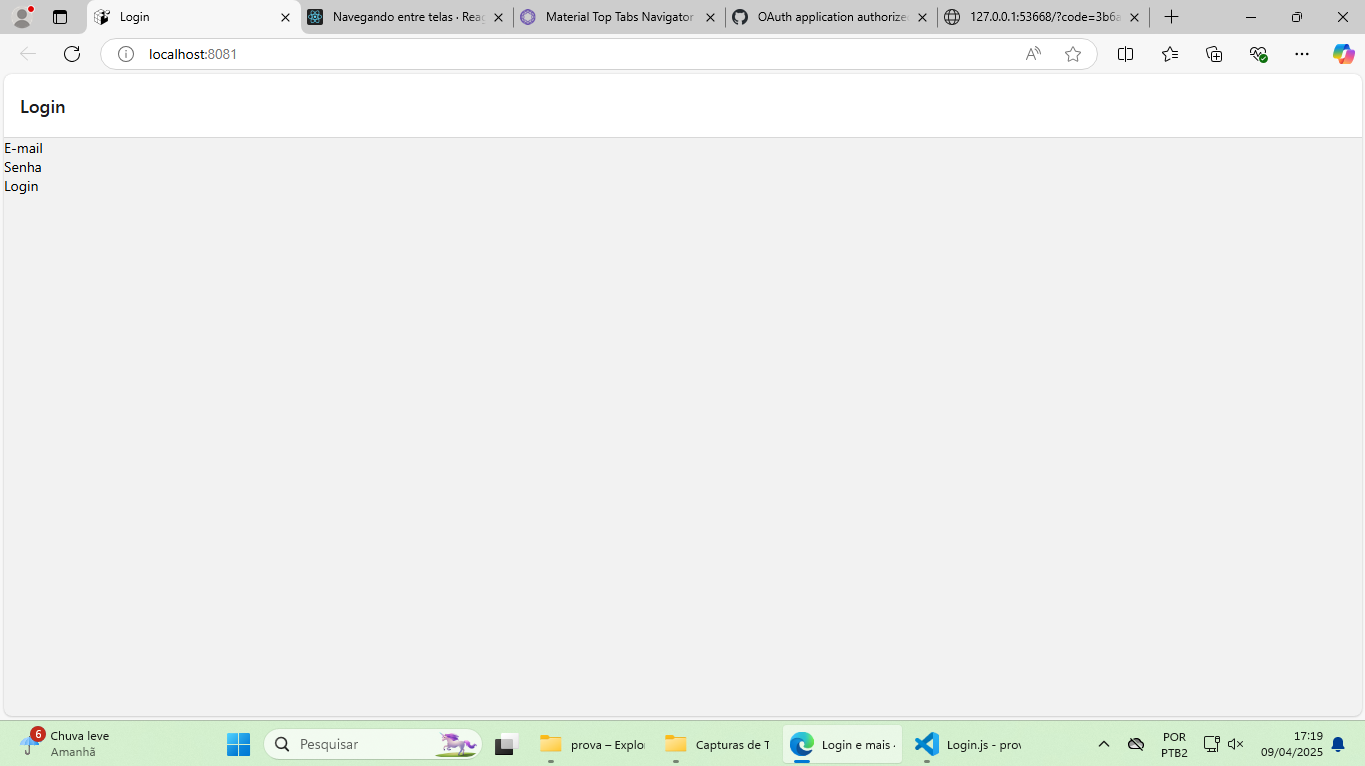 Login
Navegando entre telas · Rea
Material Top Tabs Navigator
OAuth application authorize
127.0.0.1:53668/?code=3b6a
localhost:8081
Login
E-mail
Senha
Login
6
Chuva leve
Amanhã
Pesquisar
prova – Explo
Capturas de T
Login e mais
Login.js - prov
POR
PTB2
17:19
09/04/2025